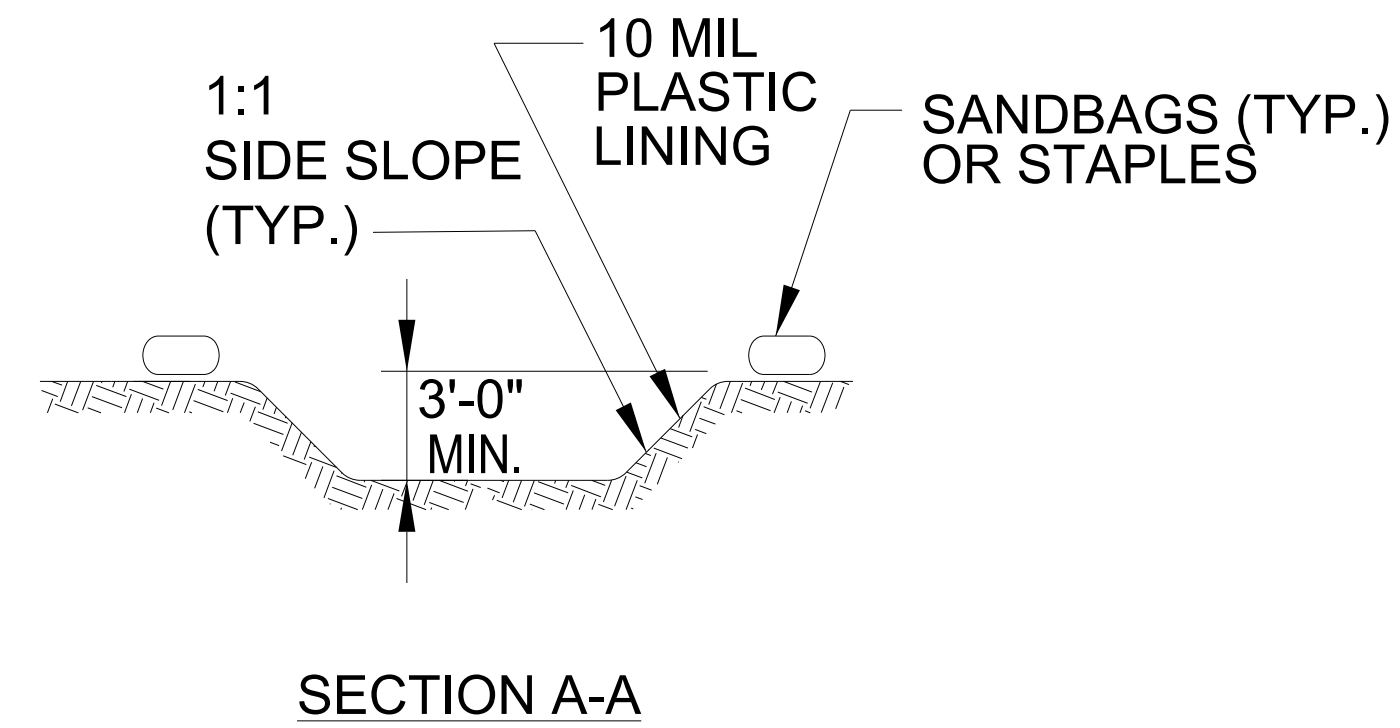 10 MIL
PLASTIC
LINING
1:1
SIDE SLOPE
(TYP.)
SANDBAGS (TYP.)
OR STAPLES
3'-0"
MIN.
SECTION A-A